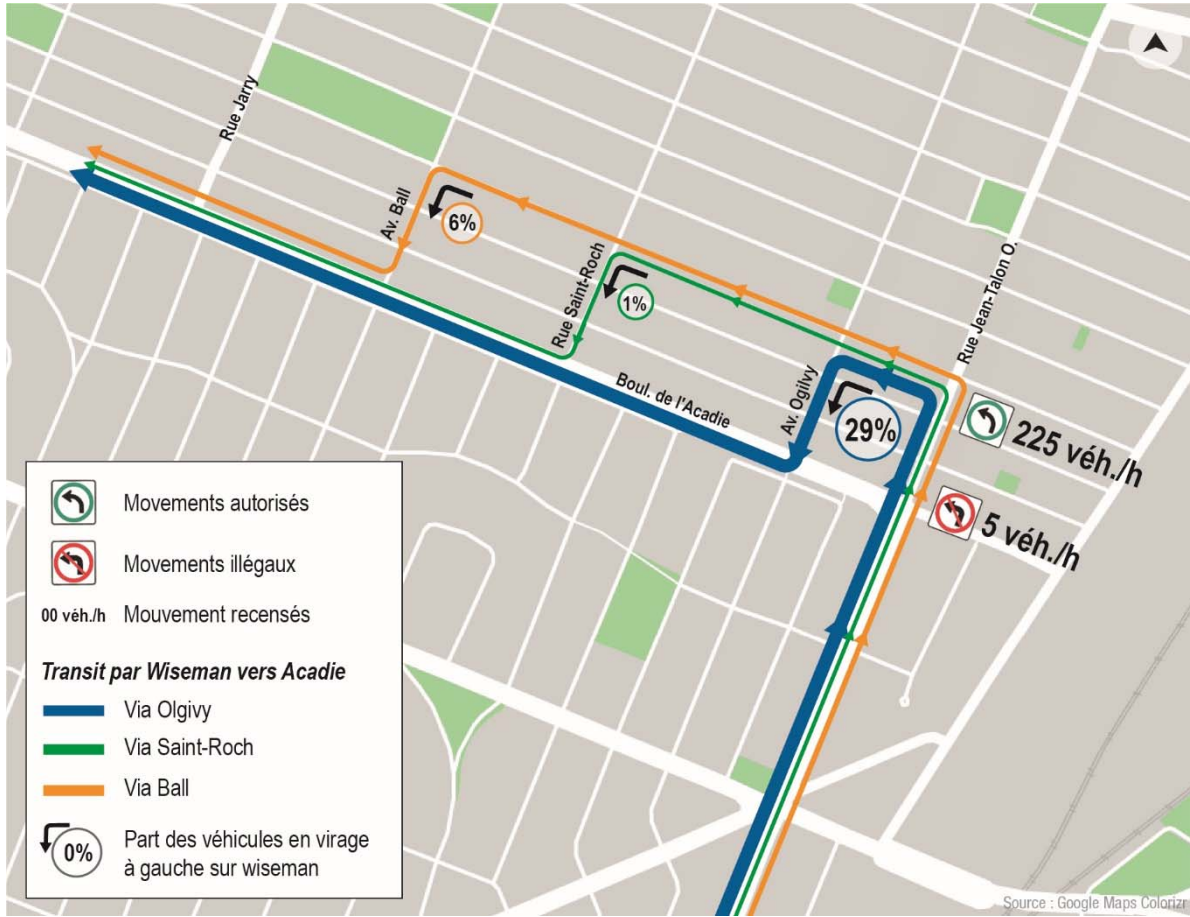 Rue Jarry
Av. Ball
6%
Rue Saint-Roch
1%
Rue Jean-Talon O.
Av. Ogilvy
Boul. de l'Acadie
29%
225 véh./h
5 véh./h
Movements autorisés
Movements illégaux
00 véh./h Mouvement recensés
Transit par Wiseman vers Acadie
Via Olgivy
Via Saint-Roch
Via Ball
0%
Part des véhicules en virage
à gauche sur wiseman
Source : Google Maps Colorizr